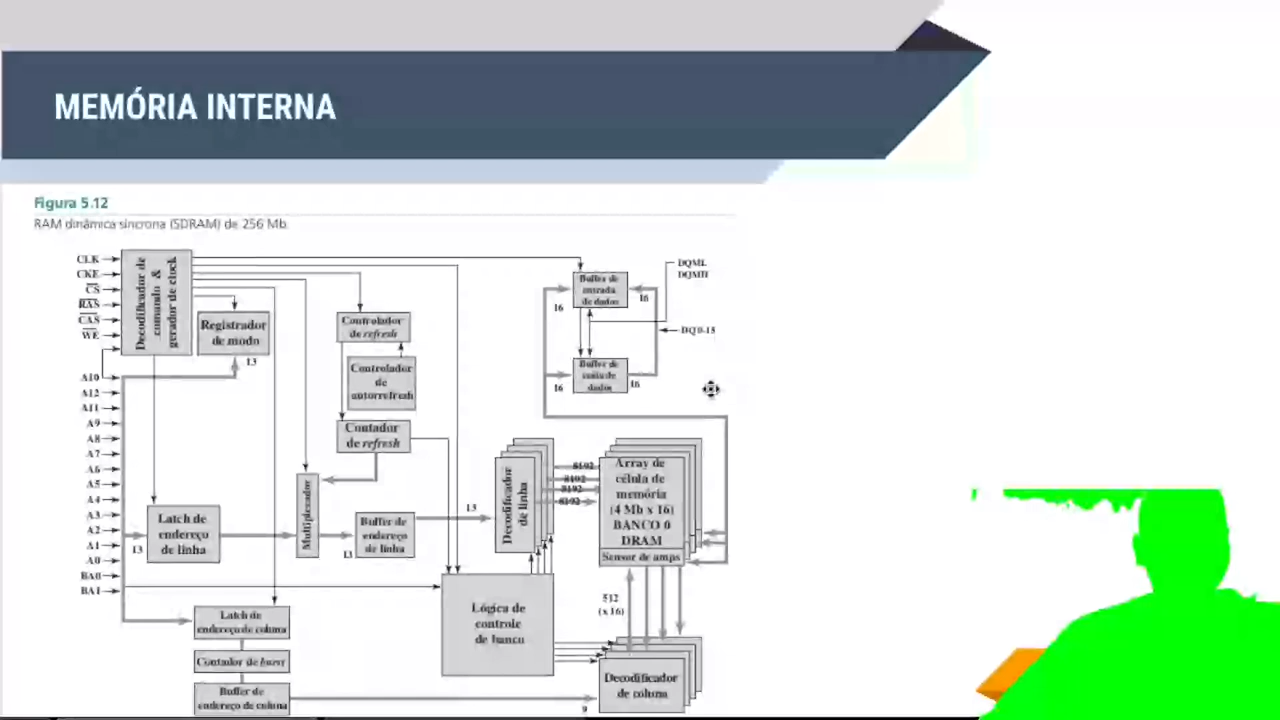 MEMÓRIA INTERNA
Figura 5.12
RAM dinâmica síncrona (SDRAM) de 256 Mb.
CLK
CKE
CS
RAS
CAS
WE
A10
A12
A11
A9
A8
A7
A6
A5
A4
A3
A2
A1
A0
BA0
BA1
Decodificador de
comando &
gerador de clock
Registrador
de modo
13
Controlador
de refresh
Controlador
de
autorrefresh
Contador
de refresh
Multiplexador
Latch de
endereço
de linha
13
Buffer de
endereço
de linha
13
13
Decodificador
de linha
8192
8192
8192
8192
Array de
célula de
memória
(4 Mb x 16)
BANCO 0
DRAM
Sensor de amps
Buffer de
entrada
de dados
16
16
DQML
DQMH
DQ0-15
Buffer de
saída de
dados
16
16
Lógica de
controle
de banco
512
(x 16)
Latch de
endereço de coluna
Contador de burst
Buffer de
endereço de coluna
9
Decodificador
de coluna